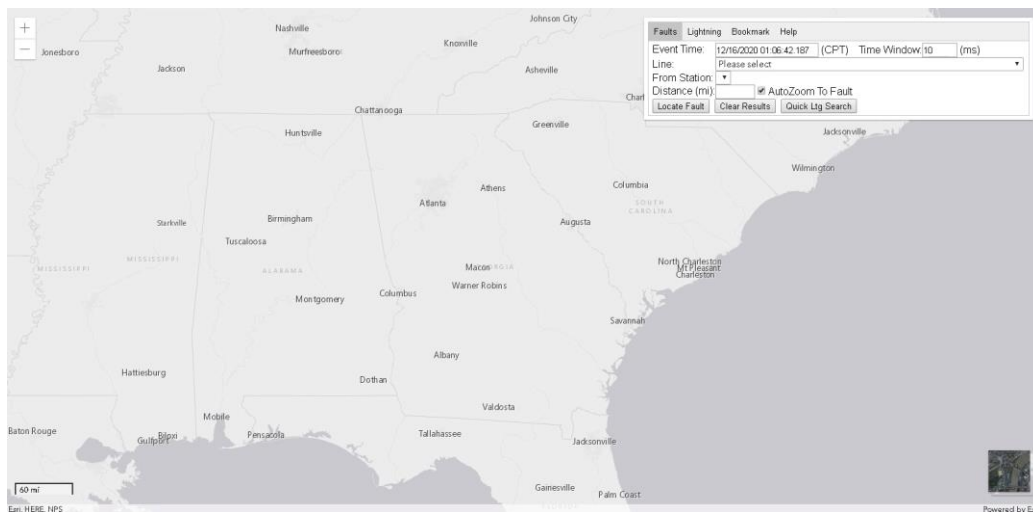 Johnson City
Nashville
Knoxville
Jonesboro
Murfreesboro
Jackson
Asheville
Chattanooga
Greenville
Huntsville
Jacksonville
Wilmington
Athens
Columbia
Atlanta
SOUTH
CAROLINA
Starkville
Birmingham
Augusta
Tuscaloosa
MISSISSIPPI
MISSISSIPPI
ALABAMA
Macon
North Charleston
Mt Pleasant
Charleston
Warner Robins
Columbus
Montgomery
Savannah
Albany
Hattiesburg
Dothan
Valdosta
Mobile
Baton Rouge
Gulfport
Biloxi
Pensacola
Tallahassee
Jacksonville
Gainesville
Palm Coast
60 mi
Esri, HERE, NPS
Powered by E
Faults Lightning Bookmark Help
Event Time: 12/16/2020 01:06:42.187 (CPT) Time Window: 10 (ms)
Line: Please select
From Station:
Distance (mi): AutoZoom To Fault
Locate Fault Clear Results Quick Ltg Search